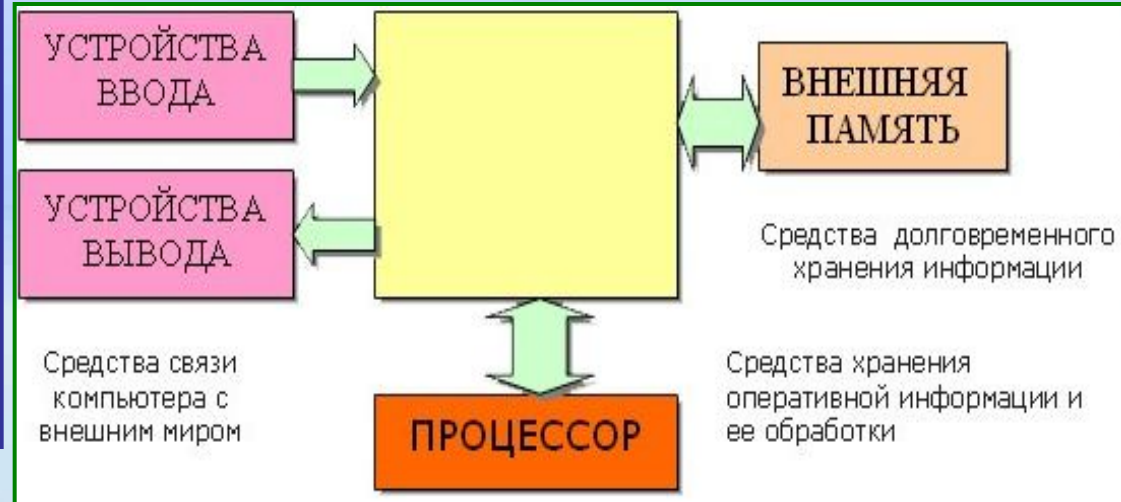 УСТРОЙСТВА
ВВОДА
ВНЕШНЯЯ
ПАМЯТЬ
УСТРОЙСТВА
ВЫВОДА
Средства долговременного
хранения информации
Средства связи
компьютера с
внешним миром
ПРОЦЕССОР
Средства хранения
оперативной информации и
ее обработки